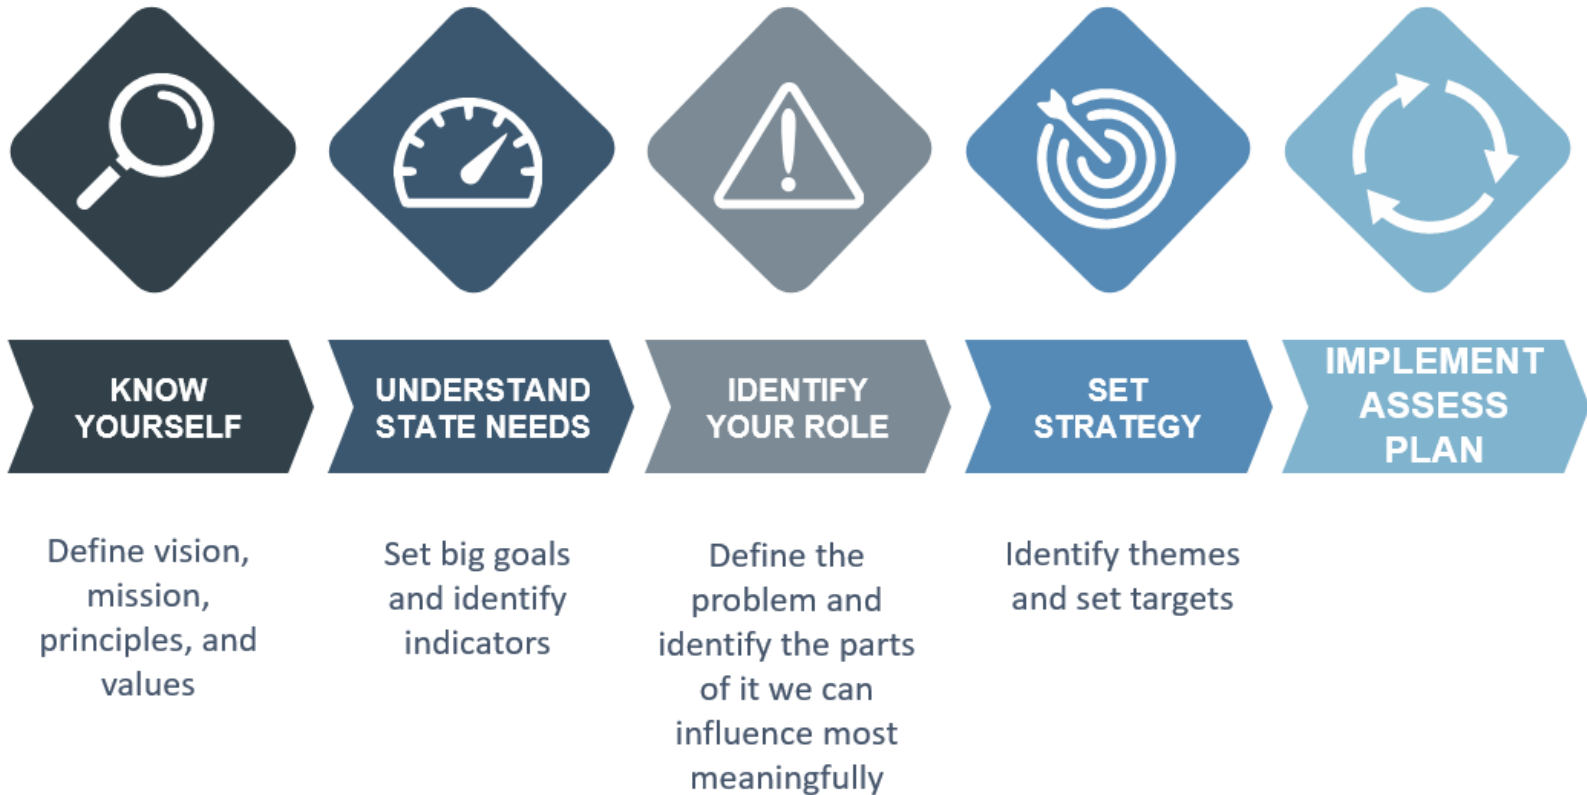 KNOW
YOURSELF
UNDERSTAND
STATE NEEDS
IDENTIFY
YOUR ROLE
SET
STRATEGY
IMPLEMENT
ASSESS
PLAN
Define vision,
mission,
principles, and
values
Set big goals
and identify
indicators
Define the
problem and
identify the parts
of it we can
influence most
meaningfully
Identify themes
and set targets